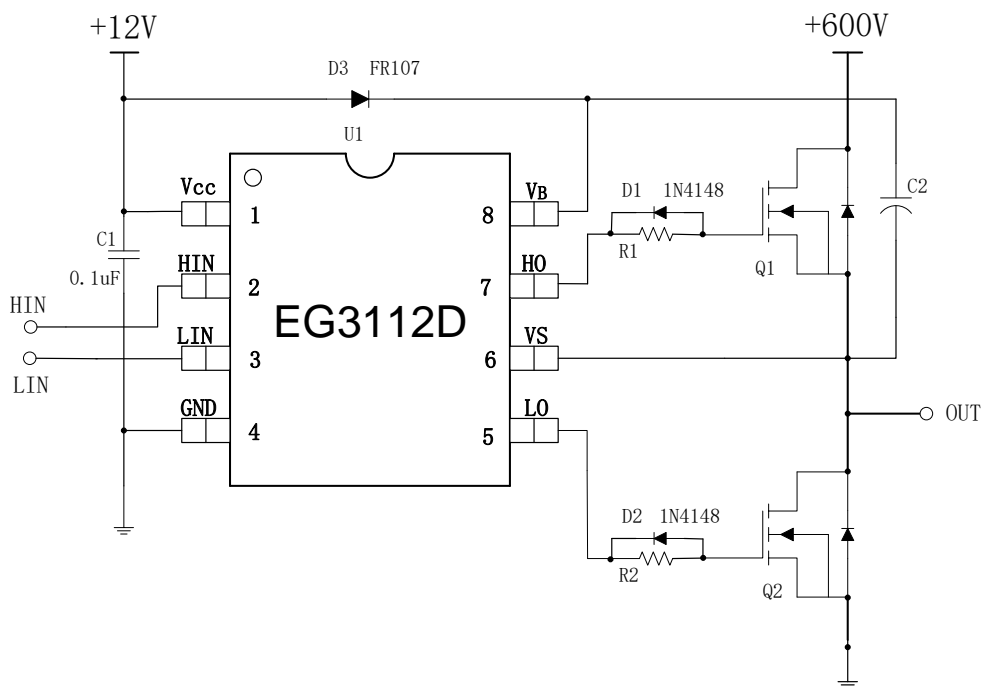 +12V
+600V
D3 FR107
U1
Vcc
1
VB
8
D1 1N4148
R1
Q1
C2
C1
0.1uF
HIN
2
HO
7
EG3112D
HIN
LIN
LIN
3
VS
6
GND
4
LO
5
OUT
D2 1N4148
R2
Q2